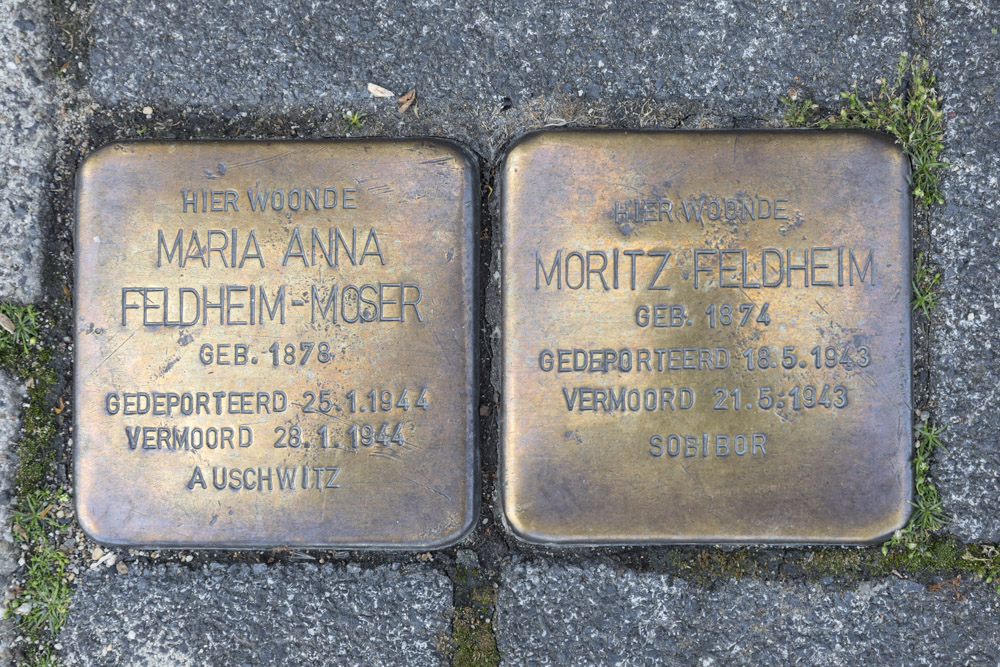 HIER WOONDE
MARIA ANNA
FELDHEIM-MOSER
GEB. 1878
GEDEPORTEERD 25.1.1944
VERMOORD 28.1.1944
AUSCHWITZ
HIER WOONDE
MORITZ FELDHEIM
GEB. 1874
GEDEPORTEERD 18.5.1943
VERMOORD 21.5.1943
SOBIBOR